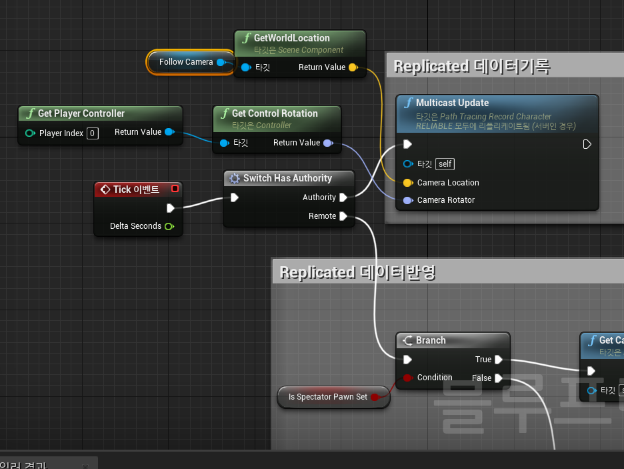 GetWorldLocation
타깃은 Scene Component
Follow Camera
타깃
Return Value
Replicated 데이터기록
Get Player Controller
Player Index 0
Return Value
Get Control Rotation
타깃은 Controller
타깃
Return Value
Multicast Update
타깃은 Path Tracing Record Character
RELIABLE 모두에 리플리케이트됨 (서버인 경우)
타깃 self
Camera Location
Camera Rotator
Tick 이벤트
Delta Seconds
Switch Has Authority
Authority
Remote
Replicated 데이터반영
Branch
True
Condition
False
Is Spectator Pawn Set
Get Ca
타깃은
타깃
블루프
일러 결과